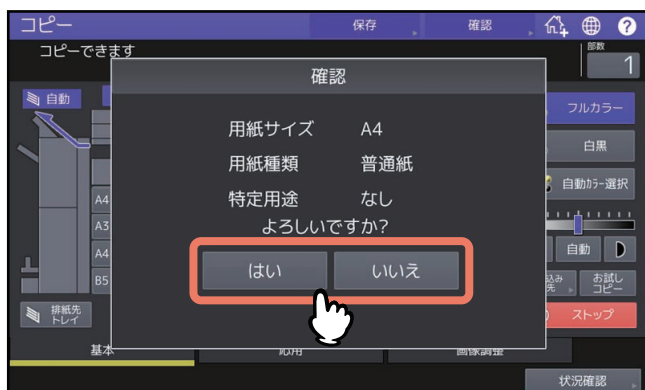 コピー
保存
確認
?
コピーできます
部数
1
自動
確認
用紙サイズ A4
用紙種類 普通紙
特定用途 なし
よろしいですか?
はい いいえ
フルカラー
白黒
自動ｶﾗｰ選択
A4
A3
A4
B5
自動
お試し
コピー
排紙先
トレイ
ストップ
基本
応用
画像調整
状況確認